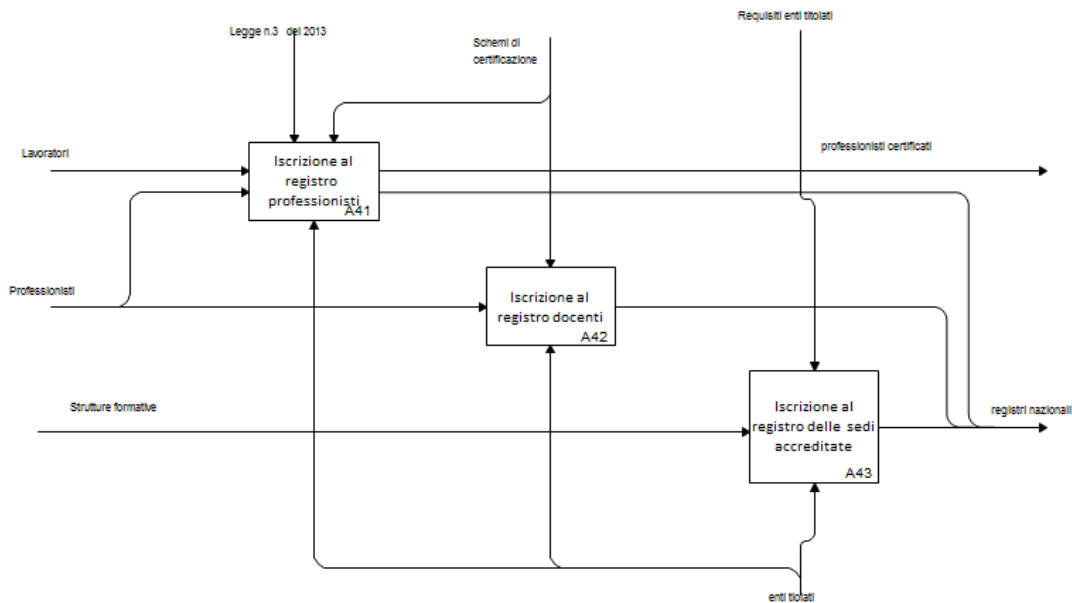 Requisiti enti titolati
Legge n.3 del 2013
Schemi di
certificazione
Lavoratori
professionisti certificati
Iscrizione al
registro
professionisti
A41
Professionisti
Iscrizione al
registro docenti
A42
Strutture formative
Iscrizione al
registro delle sedi
accreditate
A43
registri nazionali
enti titolati